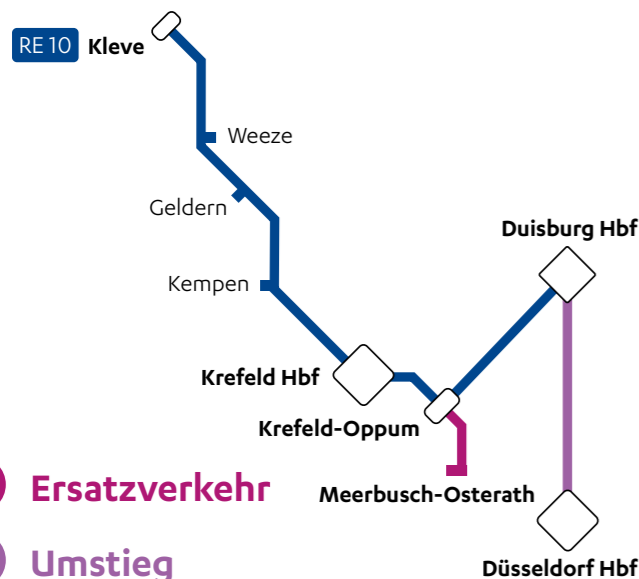 RE 10 Kleve
Weeze
Geldern
Duisburg Hbf
Kempen
Krefeld Hbf
Krefeld-Oppum
Ersatzverkehr
Meerbusch-Osterath
Umstieg
Düsseldorf Hbf